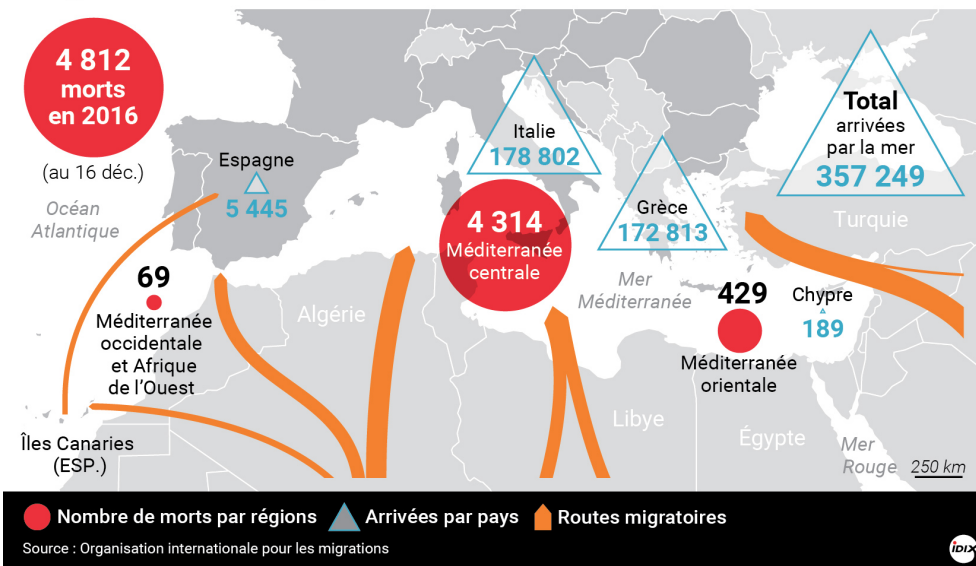 4 812
morts
en 2016
(au 16 déc.)
Océan
Atlantique
Espagne
5 445
Italie
178 802
Total
arrivées
par la mer
357 249
Grèce
172 813
Turquie
4 314
Méditerranée
centrale
69
Méditerranée
occidentale
et Afrique
de l'Ouest
Algérie
Mer
Méditerranée
429
Méditerranée
orientale
Chypre
189
Îles Canaries
(ESP.)
Libye
Égypte
Mer
Rouge
250 km
Nombre de morts par régions
Arrivées par pays
Routes migratoires
Source : Organisation internationale pour les migrations
iDIX